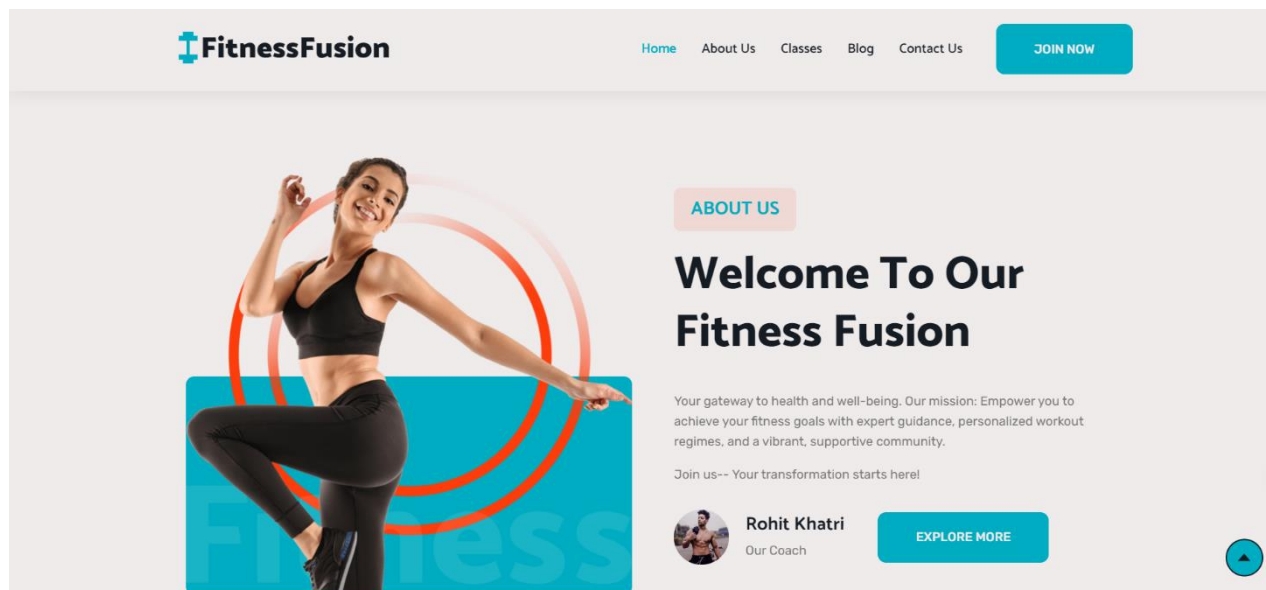 FitnessFusion
Home About Us Classes Blog Contact Us JOIN NOW
ABOUT US
Welcome To Our
Fitness Fusion
Your gateway to health and well-being. Our mission: Empower you to
achieve your fitness goals with expert guidance, personalized workout
regimes, and a vibrant, supportive community.
Join us-- Your transformation starts here!
Rohit Khatri
Our Coach
EXPLORE MORE
Fitness